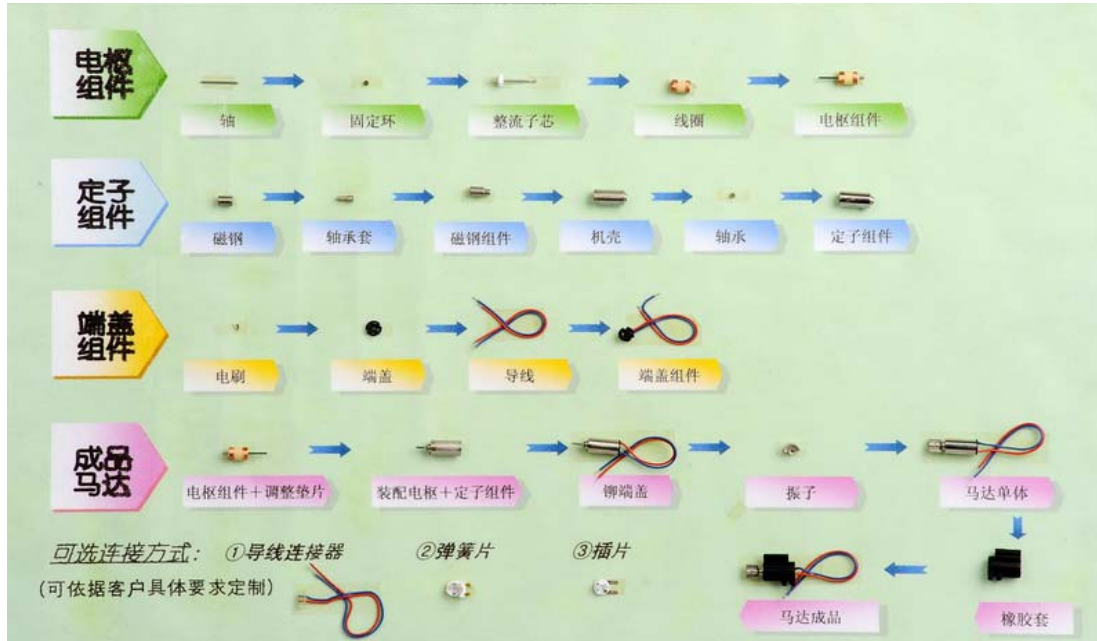 电枢
组件
轴
固定环
整流子芯
线圈
电枢组件
定子
组件
磁钢
轴承套
磁钢组件
机壳
轴承
定子组件
端盖
组件
电刷
端盖
导线
端盖组件
成品
马达
电枢组件+调整垫片
装配电枢+定子组件
铆端盖
振子
马达单体
可选连接方式: ①导线连接器 ②弹簧片 ③插片
(可依据客户具体要求定制)
马达成品
橡胶套